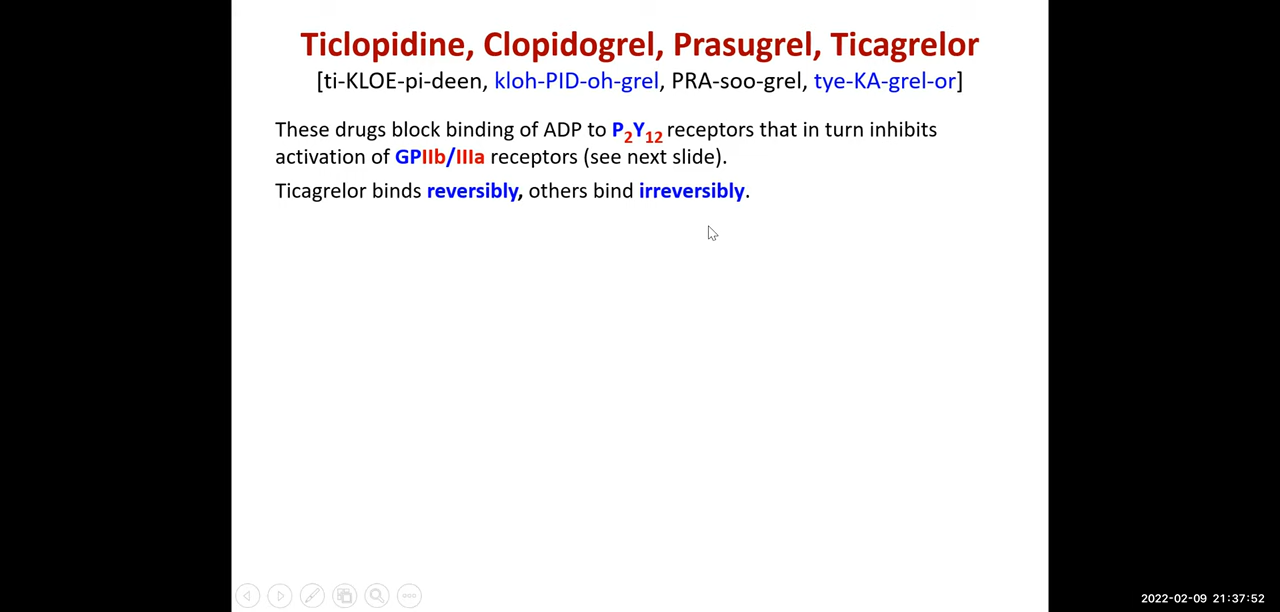 Ticlopidine, Clopidogrel, Prasugrel, Ticagrelor
[ti-KLOE-pi-deen, kloh-PID-oh-grel, PRA-soo-grel, tye-KA-grel-or]
These drugs block binding of ADP to P2Y12 receptors that in turn inhibits
activation of GPIIb/IIIa receptors (see next slide).
Ticagrelor binds reversibly, others bind irreversibly.
2022-02-09 21:37:52